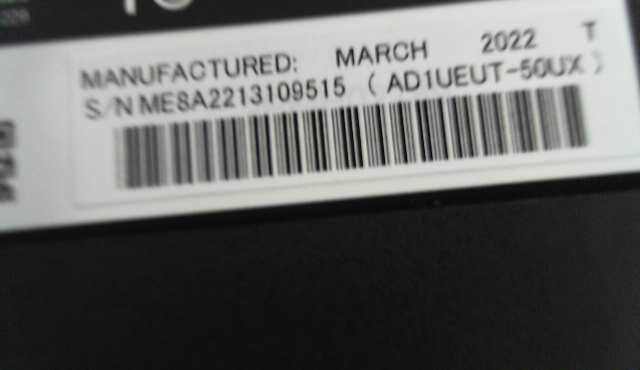 MANUFACTURED: MARCH 2022 T
S/N ME8A2213109515 (AD1UEUT-50UX)